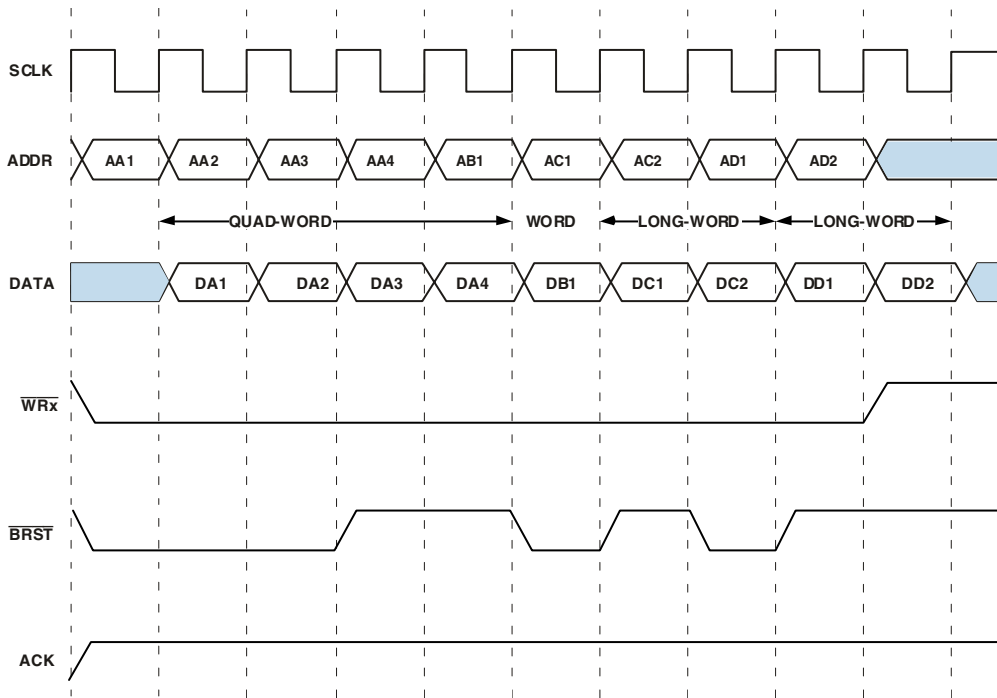 SCLK
ADDR AA1 AA2 AA3 AA4 AB1 AC1 AC2 AD1 AD2
QUAD-WORD WORD LONG-WORD LONG-WORD
DATA DA1 DA2 DA3 DA4 DB1 DC1 DC2 DD1 DD2
WRx
BRST
ACK